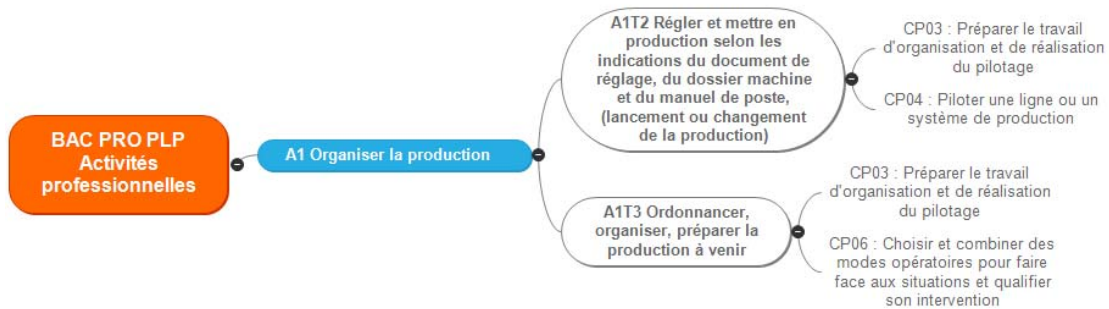 BAC PRO PLP
Activités
professionnelles
A1 Organiser la production
A1T2 Régler et mettre en
production selon les
indications du document de
réglage, du dossier machine
et du manuel de poste,
(lancement ou changement
de la production)
CP03 : Préparer le travail
d'organisation et de réalisation
du pilotage
CP04 : Piloter une ligne ou un
système de production
A1T3 Ordonnancer,
organiser, préparer la
production à venir
CP03 : Préparer le travail
d'organisation et de réalisation
du pilotage
CP06 : Choisir et combiner des
modes opératoires pour faire
face aux situations et qualifier
son intervention